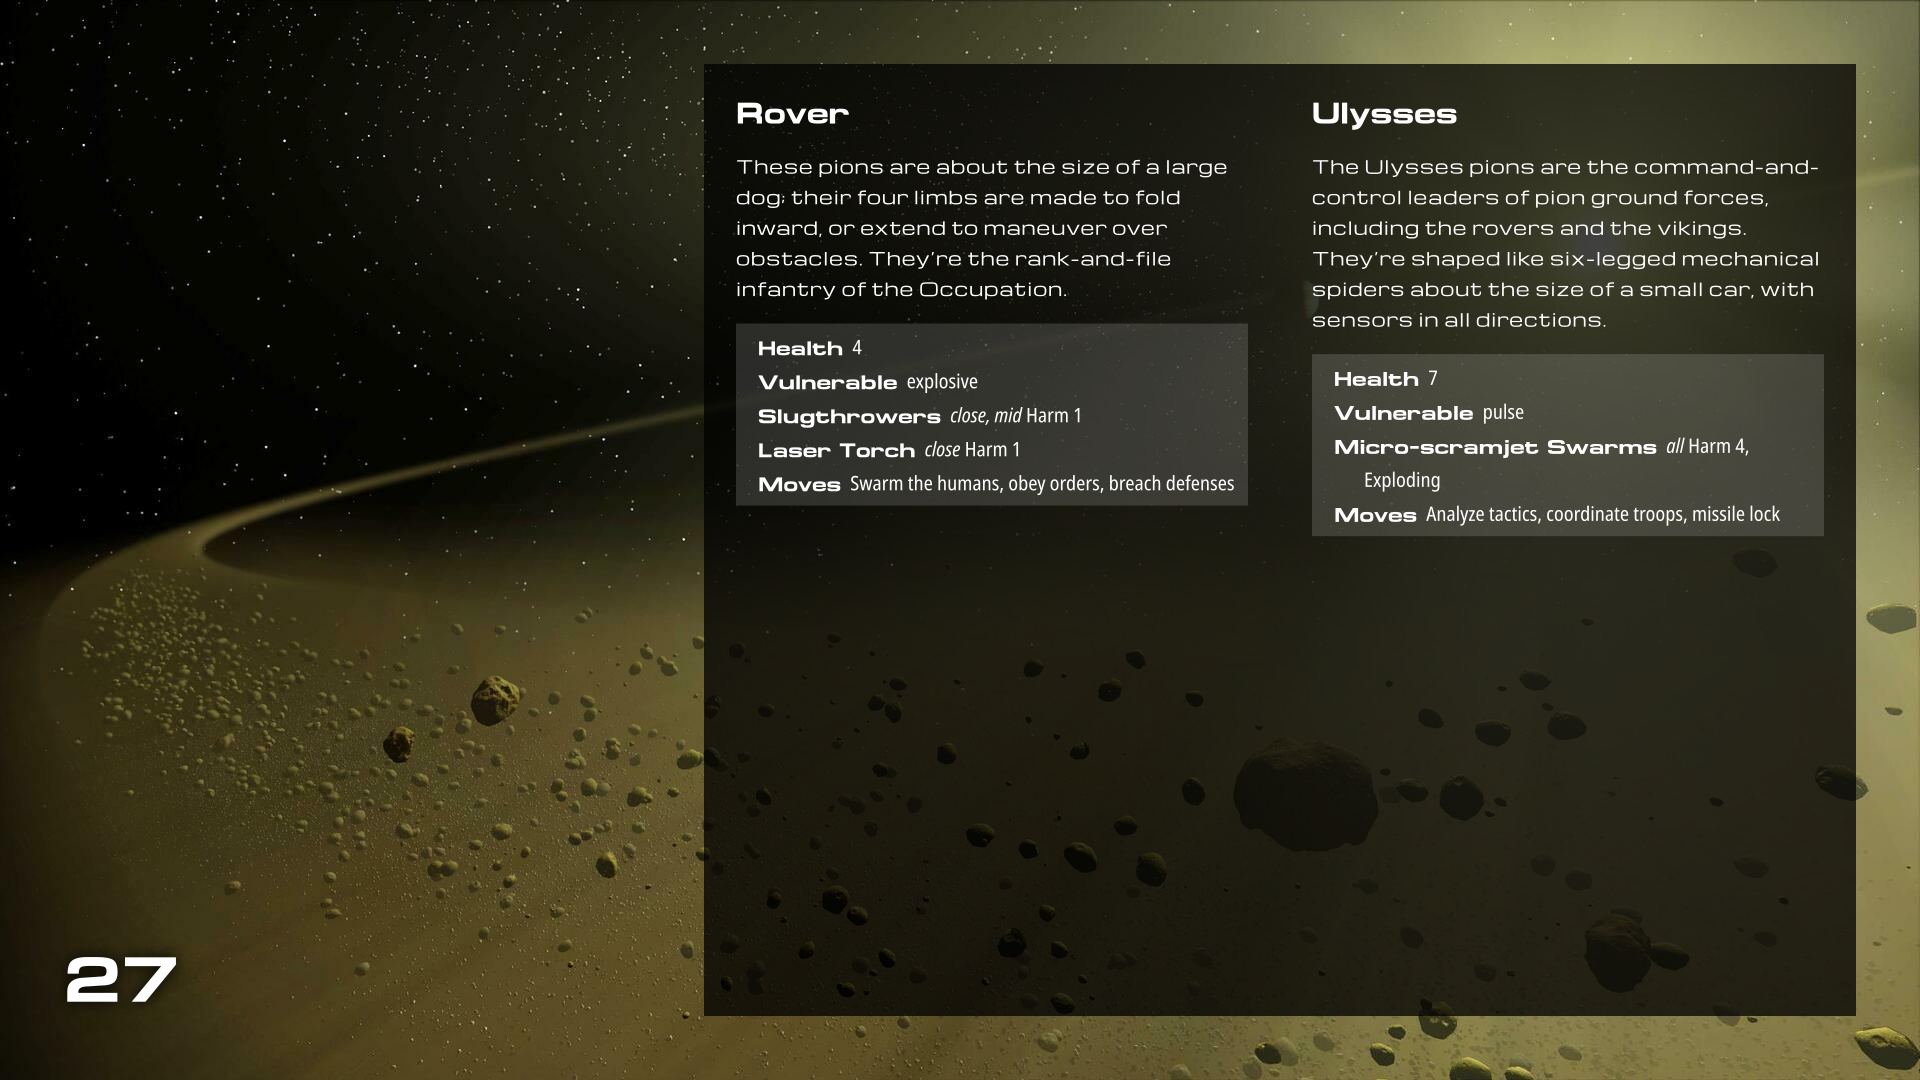 Rover
These pions are about the size of a large
dog; their four limbs are made to fold
inward, or extend to maneuver over
obstacles. They're the rank-and-file
infantry of the Occupation.
Health 4
Vulnerable explosive
Slugthrowers close, mid Harm 1
Laser Torch close Harm 1
Moves Swarm the humans, obey orders, breach defenses
Ulysses
The Ulysses pions are the command-and-
control leaders of pion ground forces,
including the rovers and the vikings.
They're shaped like six-legged mechanical
spiders about the size of a small car, with
sensors in all directions.
Health 7
Vulnerable pulse
Micro-scramjet Swarms all Harm 4,
Exploding
Moves Analyze tactics, coordinate troops, missile lock
27